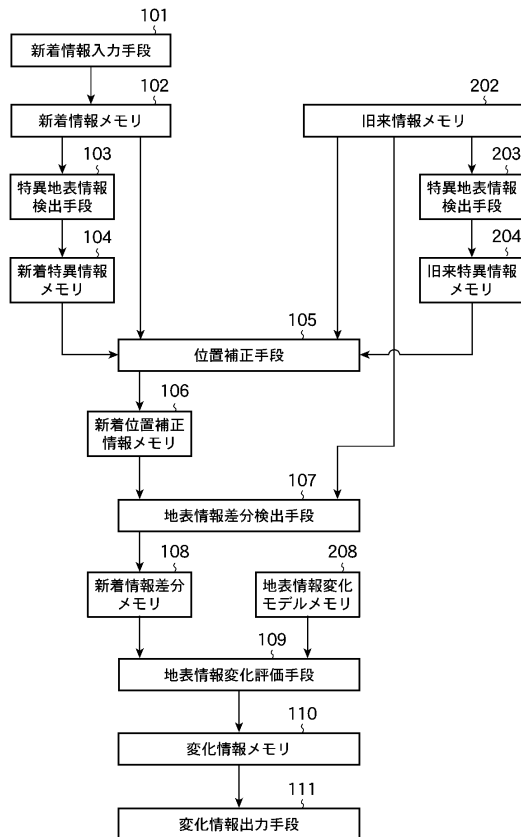 101
新着情報入力手段
102
新着情報メモリ
202
旧来情報メモリ
103
特異地表情報
検出手段
203
特異地表情報
検出手段
104
新着特異情報
メモリ
204
旧来特異情報
メモリ
105
位置補正手段
106
新着位置補正
情報メモリ
107
地表情報差分検出手段
108
新着情報差分
メモリ
208
地表情報変化
モデルメモリ
109
地表情報変化評価手段
110
変化情報メモリ
111
変化情報出力手段